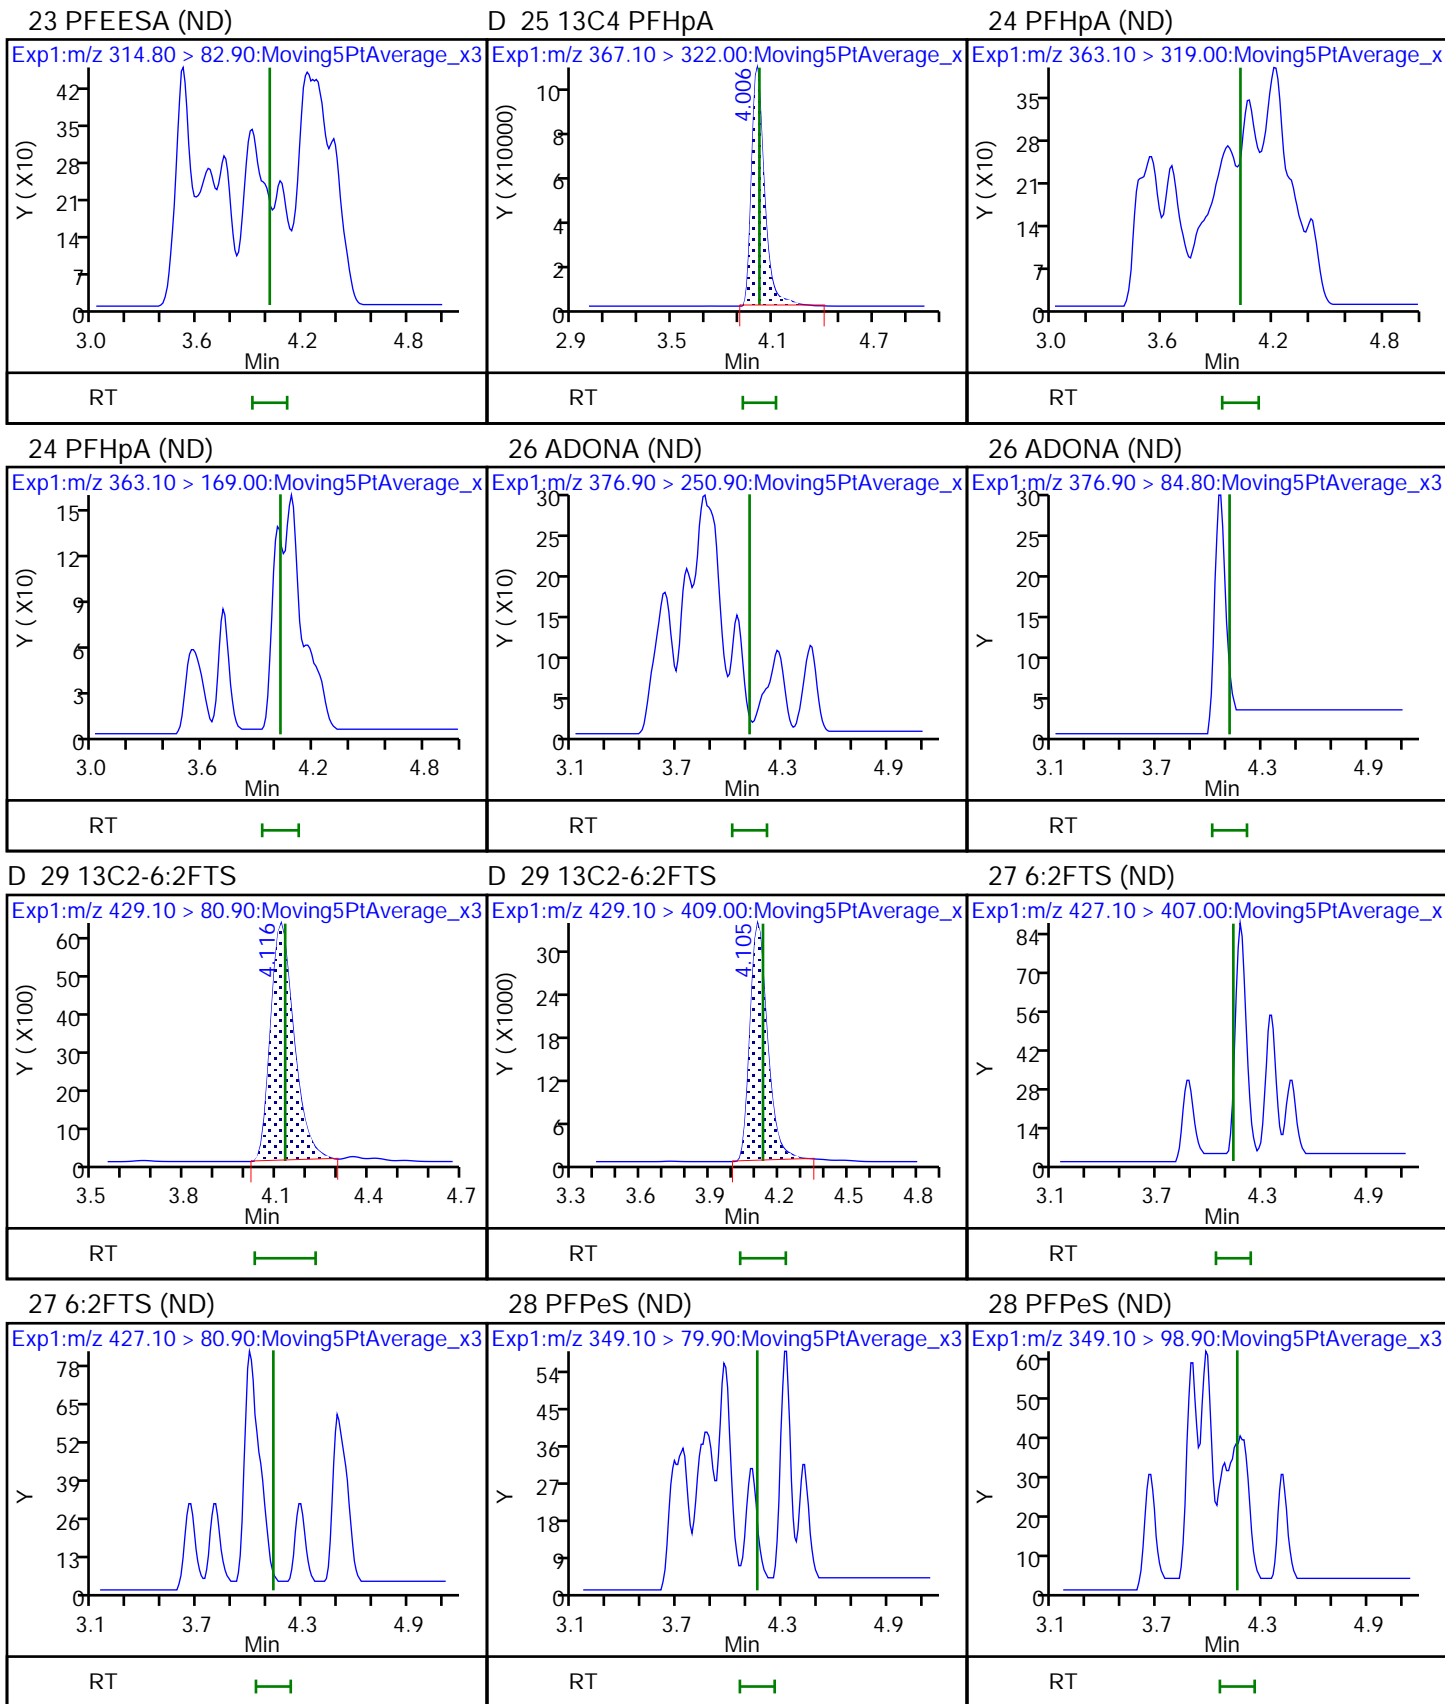 23 PFEESA (ND)
Exp1:m/z 314.80 > 82.90:Moving5PtAverage_x3
Y ( X10)
42
35
28
21
14
7
0
3.0 3.6 4.2 4.8
Min
RT
D 25 13C4 PFHpA
Exp1:m/z 367.10 > 322.00:Moving5PtAverage_x
4.006
Y ( X10000)
10
8
6
4
2
0
2.9 3.5 4.1 4.7
Min
RT
24 PFHpA (ND)
Exp1:m/z 363.10 > 319.00:Moving5PtAverage_x
Y ( X10)
35
28
21
14
7
0
3.0 3.6 4.2 4.8
Min
RT
24 PFHpA (ND)
Exp1:m/z 363.10 > 169.00:Moving5PtAverage_x
Y ( X10)
15
12
9
6
3
0
3.0 3.6 4.2 4.8
Min
RT
26 ADONA (ND)
Exp1:m/z 376.90 > 250.90:Moving5PtAverage_x
Y ( X10)
30
25
20
15
10
5
0
3.1 3.7 4.3 4.9
Min
RT
26 ADONA (ND)
Exp1:m/z 376.90 > 84.80:Moving5PtAverage_x3
Y
30
25
20
15
10
5
0
3.1 3.7 4.3 4.9
Min
RT
D 29 13C2-6:2FTS
Exp1:m/z 429.10 > 80.90:Moving5PtAverage_x3
4.116
Y ( X100)
60
50
40
30
20
10
0
3.5 3.8 4.1 4.4 4.7
Min
RT
D 29 13C2-6:2FTS
Exp1:m/z 429.10 > 409.00:Moving5PtAverage_x
4.105
Y ( X1000)
30
24
18
12
6
0
3.3 3.6 3.9 4.2 4.5 4.8
Min
RT
27 6:2FTS (ND)
Exp1:m/z 427.10 > 407.00:Moving5PtAverage_x
Y
84
70
56
42
28
14
0
3.1 3.7 4.3 4.9
Min
RT
27 6:2FTS (ND)
Exp1:m/z 427.10 > 80.90:Moving5PtAverage_x3
Y
78
65
52
39
26
13
0
3.1 3.7 4.3 4.9
Min
RT
28 PFPeS (ND)
Exp1:m/z 349.10 > 79.90:Moving5PtAverage_x3
Y
54
45
36
27
18
9
0
3.1 3.7 4.3 4.9
Min
RT
28 PFPeS (ND)
Exp1:m/z 349.10 > 98.90:Moving5PtAverage_x3
Y
60
50
40
30
20
10
0
3.1 3.7 4.3 4.9
Min
RT